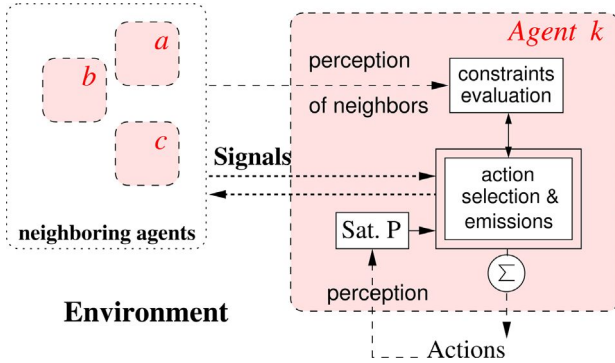 a
b
c
neighboring agents
Environment
Signals
Agent k
perception
of neighbors
constraints
evaluation
action
selection &
emissions
Sat. P
Σ
perception
Actions